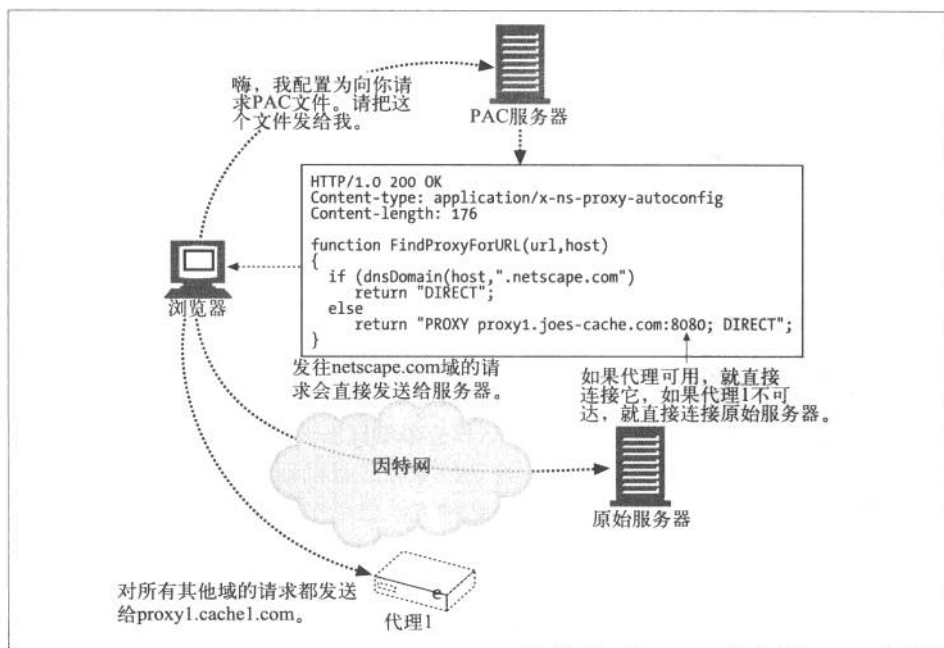 嗨，我配置为向你请
求PAC文件。请把这
个文件发给我。
PAC服务器
HTTP/1.0 200 OK
Content-type: application/x-ns-proxy-autoconfig
Content-length: 176
function FindProxyForURL(url,host)
{
if (dnsDomain(host,".netscape.com")
return "DIRECT";
else
return "PROXY proxy1.joes-cache.com:8080; DIRECT";
}
浏览器
发往netscape.com域的请
求会直接发送给服务器。
如果代理可用，就直接
连接它，如果代理1不可
达，就直接连接原始服务器。
因特网
原始服务器
对所有其他域的请求都发送
给proxy1.cache1.com。
e
代理1